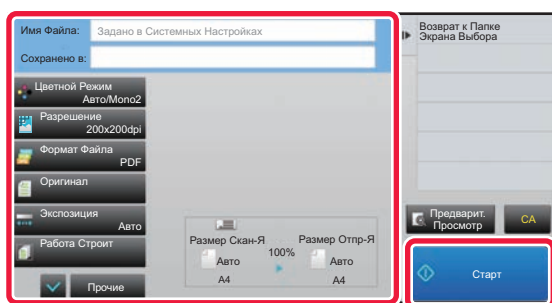 Имя Файла: Задано в Системных Настройках
Сохранено в:
Цветной Режим
Авто/Mono2
Разрешение
200x200dpi
Формат Файла
PDF
Оригинал
Экспозиция
Авто
Работа Строит
Прочие
Размер Скан-Я
100%
Размер Отпр-Я
Авто
Авто
A4
A4
Возврат к Папке
Экрана Выбора
Предварит.
Просмотр
CA
Старт